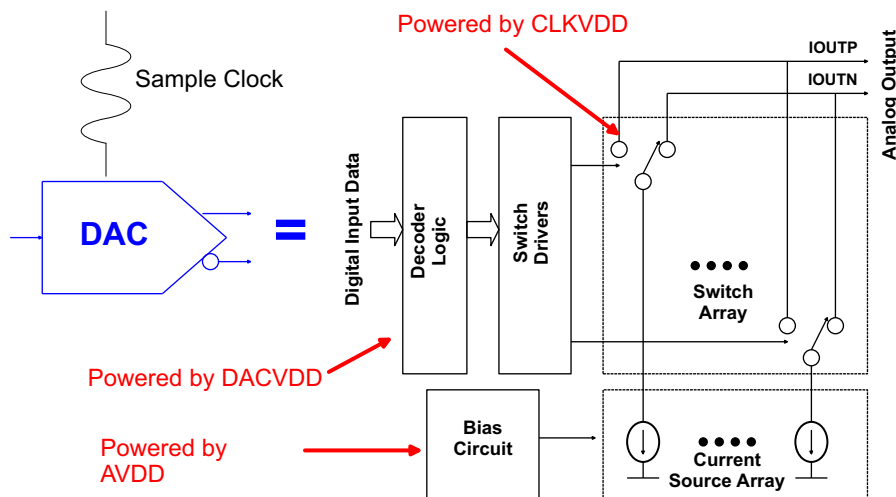 Powered by CLKVDD
IOUTP
IOUTN
Analog Output
Sample Clock
DAC
=
Digital Input Data
Decoder
Logic
Switch
Drivers
Switch
Array
Powered by DACVDD
Powered by
AVDD
Bias
Circuit
Current
Source Array